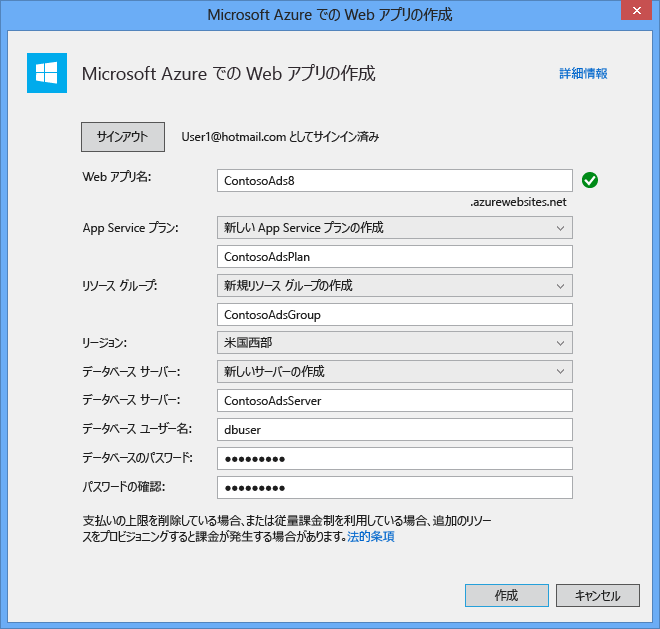 Microsoft Azure での Web アプリの作成
Microsoft Azure での Web アプリの作成
詳細情報
サインアウト
User1@hotmail.com としてサインイン済み
Web アプリ名:
ContosoAds8
.azurewebsites.net
App Service プラン:
新しい App Service プランの作成
ContosoAdsPlan
リソース グループ:
新規リソース グループの作成
ContosoAdsGroup
リージョン:
米国西部
データベース サーバー:
新しいサーバーの作成
データベース サーバー:
ContosoAdsServer
データベース ユーザー名:
dbuser
データベースのパスワード:
●●●●●●●●●
パスワードの確認:
●●●●●●●●●
支払いの上限を削除している場合、または従量課金制を利用している場合、追加のリソー
スをプロビジョニングすると課金が発生する場合があります。法的条項
作成
キャンセル